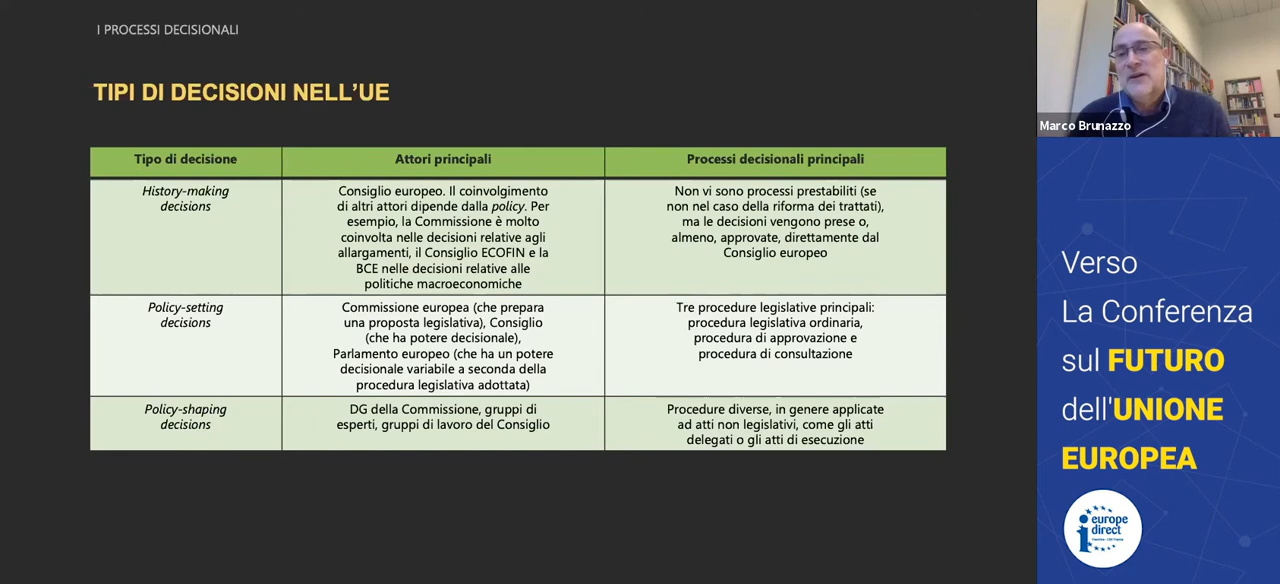 I PROCESSI DECISIONALI
TIPI DI DECISIONI NELL'UE
Tipo di decisione
Attori principali
Processi decisionali principali
History-making
decisions
Consiglio europeo. Il coinvolgimento
di altri attori dipende dalla policy. Per
esempio, la Commissione è molto
coinvolta nelle decisioni relative agli
allargamenti, il Consiglio ECOFIN e la
BCE nelle decisioni relative alle
politiche macroeconomiche
Non vi sono processi prestabiliti (se
non nel caso della riforma dei trattati),
ma le decisioni vengono prese o,
almeno, approvate, direttamente dal
Consiglio europeo
Policy-setting
decisions
Commissione europea (che prepara
una proposta legislativa), Consiglio
(che ha potere decisionale),
Parlamento europeo (che ha un potere
decisionale variabile a seconda della
procedura legislativa adottata)
Tre procedure legislative principali:
procedura legislativa ordinaria,
procedura di approvazione e
procedura di consultazione
Policy-shaping
decisions
DG della Commissione, gruppi di
esperti, gruppi di lavoro del Consiglio
Procedure diverse, in genere applicate
ad atti non legislativi, come gli atti
delegati o gli atti di esecuzione
Marco Brunazzo
Verso
La Conferenza
sul FUTURO
dell'UNIONE
EUROPEA
europe
direct